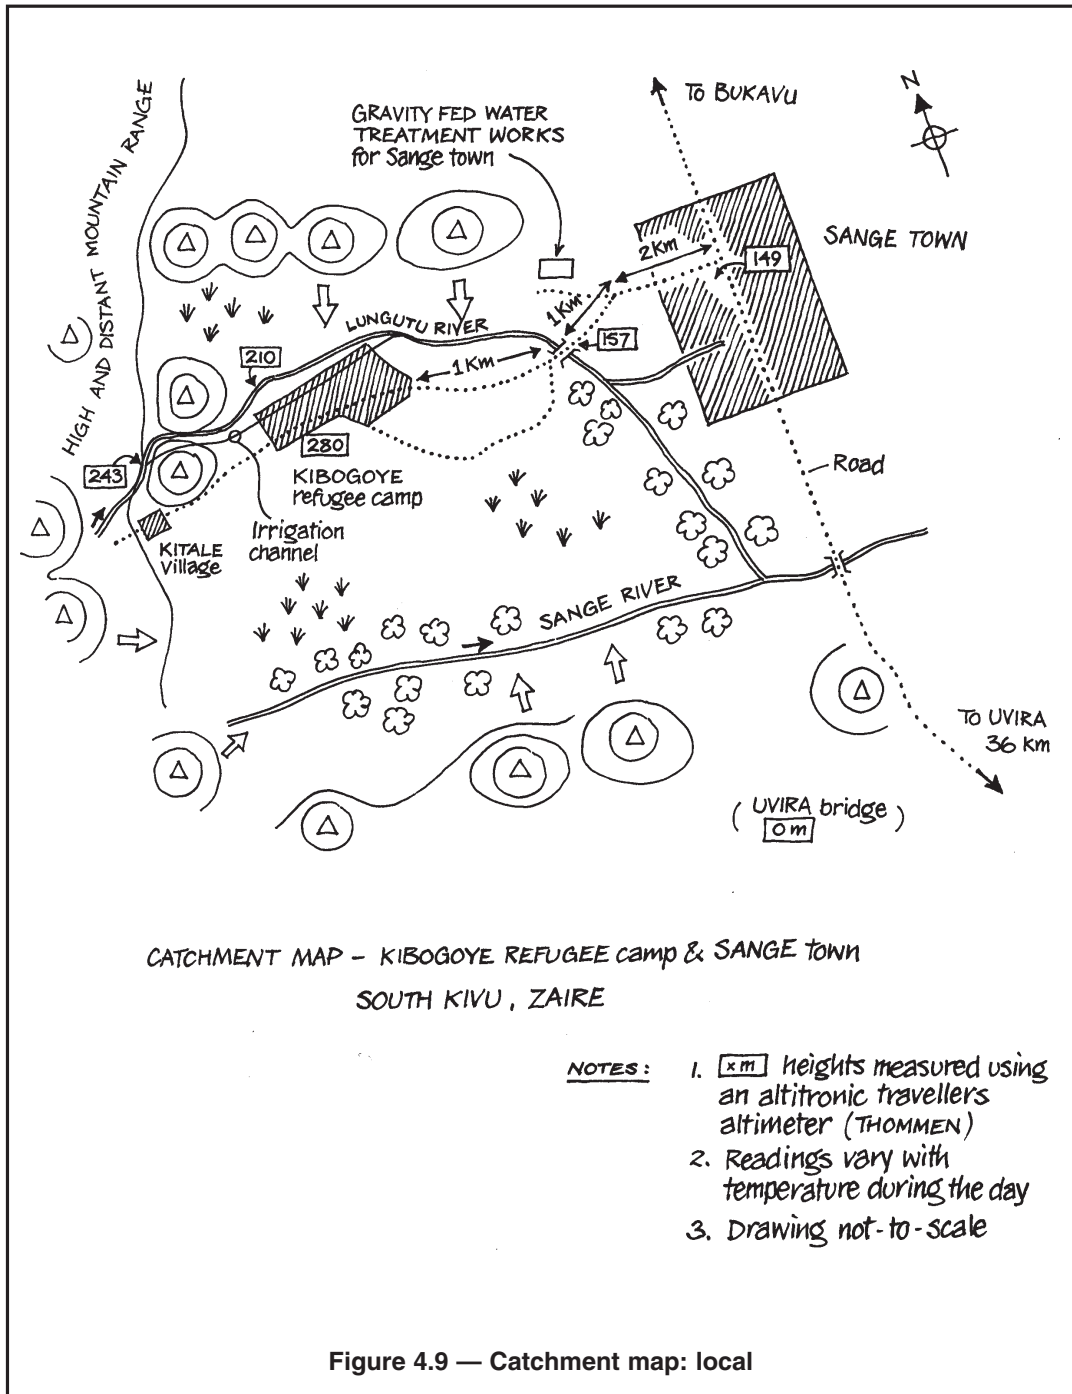 TO BUKAVU
N
GRAVITY FED WATER
TREATMENT WORKS
for Sange town
HIGH AND DISTANT MOUNTAIN RANGE
SANGE TOWN
2Km
149
1Km
LUNGUTU RIVER
157
210
1Km
280
243
KIBOGOYE
refugee camp
Road
Irrigation
channel
KITALE
village
SANGE RIVER
TO UVIRA
36 km
( UVIRA bridge )
0 m
CATCHMENT MAP – KIBOGOYE REFUGEE camp & SANGE town
SOUTH KIVU, ZAIRE
NOTES: 1. x m heights measured using
an altitronic travellers
altimeter (THOMMEN)
2. Readings vary with
temperature during the day
3. Drawing not-to-scale
Figure 4.9 — Catchment map: local